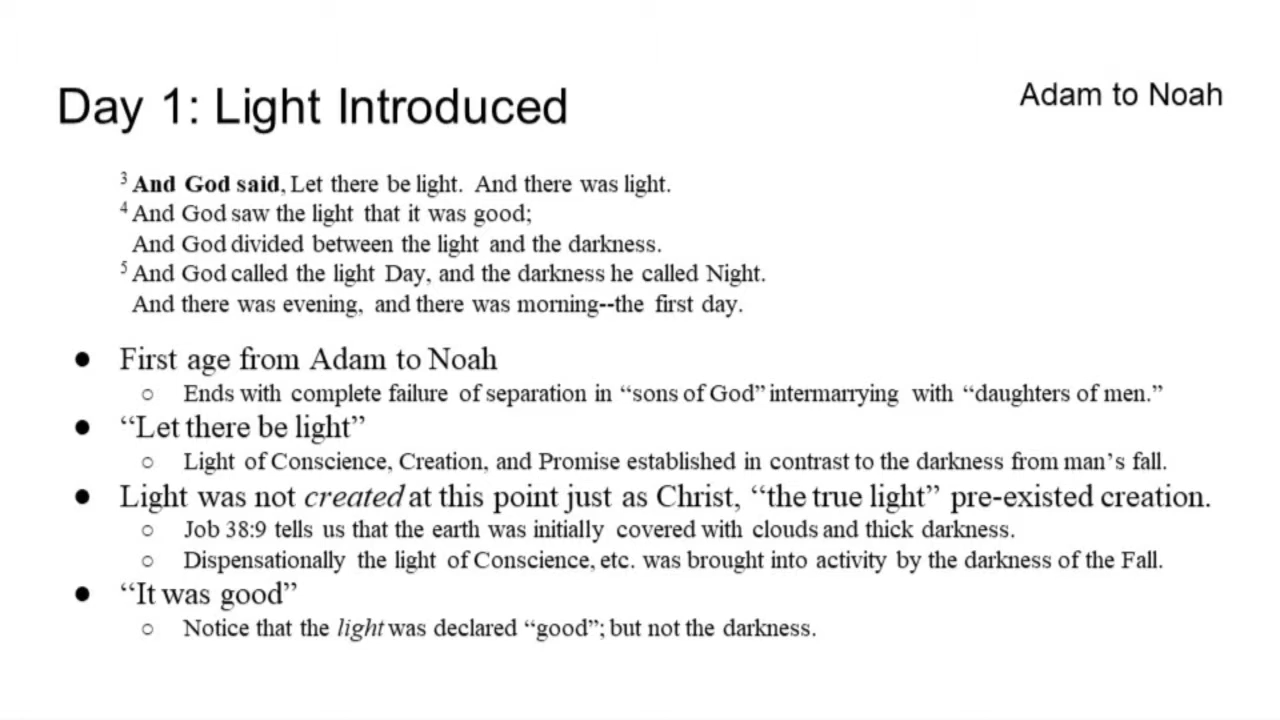 Day 1: Light Introduced
Adam to Noah
3 And God said, Let there be light. And there was light.
4 And God saw the light that it was good;
And God divided between the light and the darkness.
5 And God called the light Day, and the darkness he called Night.
And there was evening, and there was morning--the first day.
● First age from Adam to Noah
○ Ends with complete failure of separation in “sons of God” intermarrying with “daughters of men.”
● “Let there be light”
○ Light of Conscience, Creation, and Promise established in contrast to the darkness from man’s fall.
● Light was not created at this point just as Christ, “the true light” pre-existed creation.
○ Job 38:9 tells us that the earth was initially covered with clouds and thick darkness.
○ Dispensationally the light of Conscience, etc. was brought into activity by the darkness of the Fall.
● “It was good”
○ Notice that the light was declared “good”; but not the darkness.